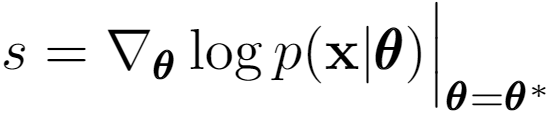 s = ∇_𝛉 log p(𝐱|𝛉)|_{𝛉=𝛉*}